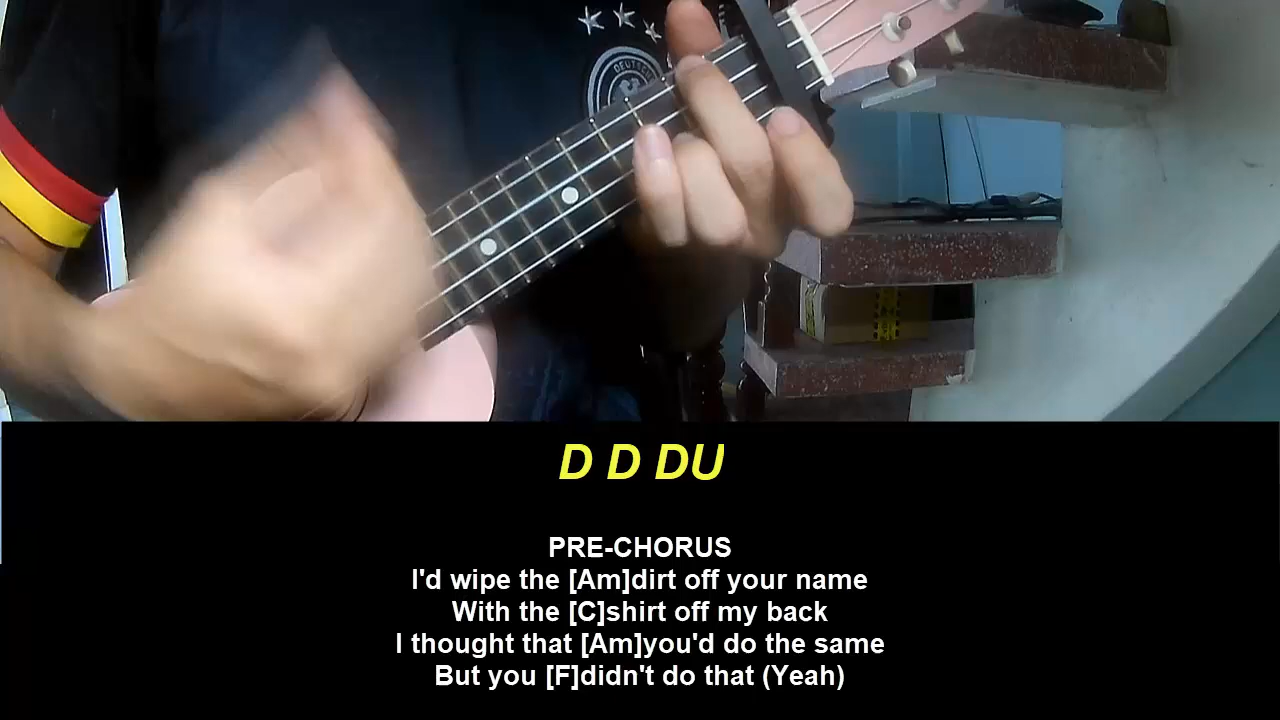 DEUTSCH
D D DU
PRE-CHORUS
I'd wipe the [Am]dirt off your name
With the [C]shirt off my back
I thought that [Am]you'd do the same
But you [F]didn't do that (Yeah)